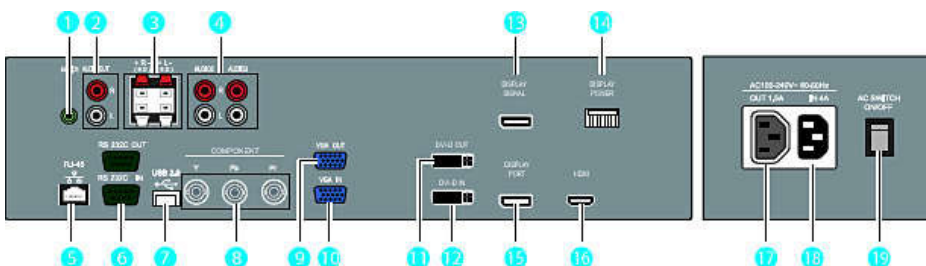 1 2 3 4 13 14
AUDIO OUT
+ R - + L -
AUDIO2 AUDIO1
R
L
R
L
DISPLAY
SIGNAL
DISPLAY
POWER
AC100-240V~ 50-60Hz
OUT 1,5A IN 4A
AC SWITCH
ON/OFF
RS 232C OUT
COMPONENT
VGA OUT
DVI-D OUT
DISPLAY
PORT
RJ-45
RS 232C IN
USB 2.0
Y Pb Pr
VGA IN
DVI-D IN
HDMI
5 6 7 8 9 10 11 12 15 16 17 18 19